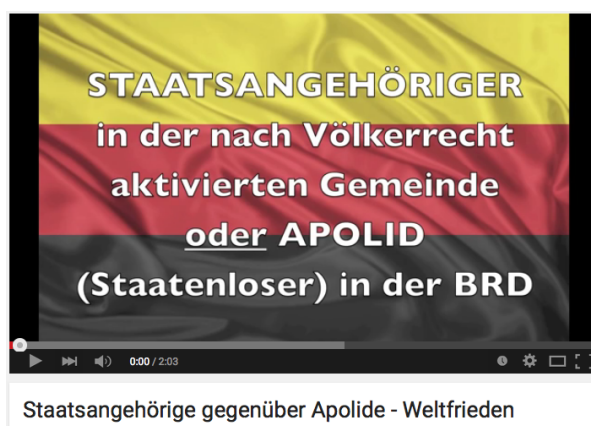 STAATSANGEHÖRIGER
in der nach Völkerrecht
aktivierten Gemeinde
oder APOLID
(Staatenloser) in der BRD
0:00 / 2:03
Staatsangehörige gegenüber Apolide - Weltfrieden